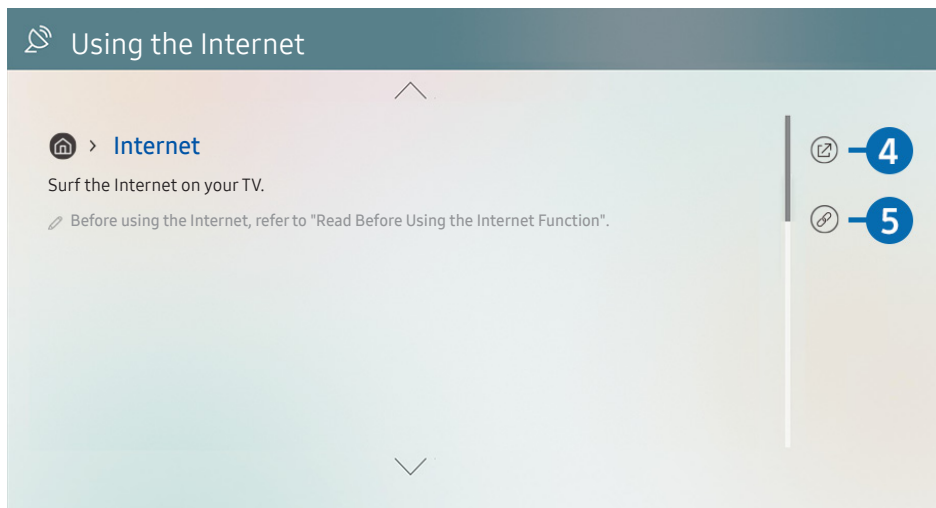 Using the Internet
> Internet
Surf the Internet on your TV.
Before using the Internet, refer to "Read Before Using the Internet Function".
4
5